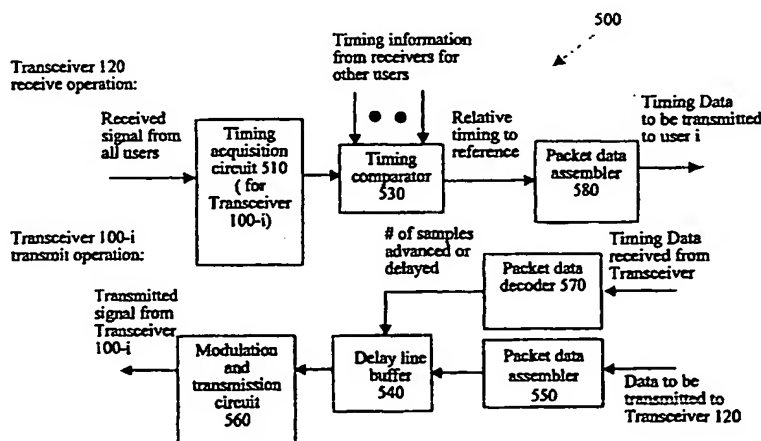 500
Timing information
from receivers for
other users
Transceiver 120
receive operation:
Received
signal from
all users
Timing
acquisition
circuit 510
( for
Transceiver
100-i)
Timing
comparator
530
Relative
timing to
reference
Packet data
assembler
580
Timing Data
to be transmitted
to user i
Transceiver 100-i
transmit operation:
# of samples
advanced or
delayed
Packet data
decoder 570
Timing Data
received from
Transceiver
Transmitted
signal from
Transceiver
100-i
Modulation
and
transmission
circuit
560
Delay line
buffer
540
Packet data
assembler
550
Data to be
transmitted to
Transceiver 120